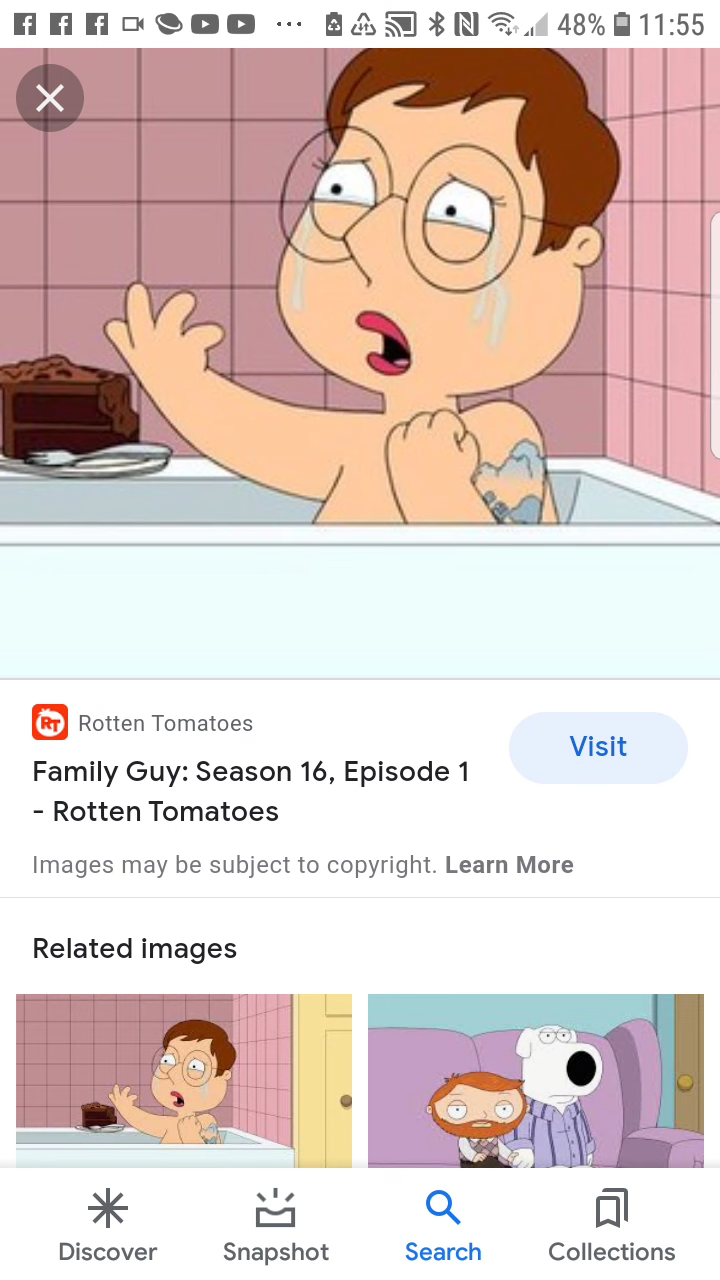 48% 11:55
RT Rotten Tomatoes
Visit
Family Guy: Season 16, Episode 1
- Rotten Tomatoes
Images may be subject to copyright. Learn More
Related images
Discover Snapshot Search Collections